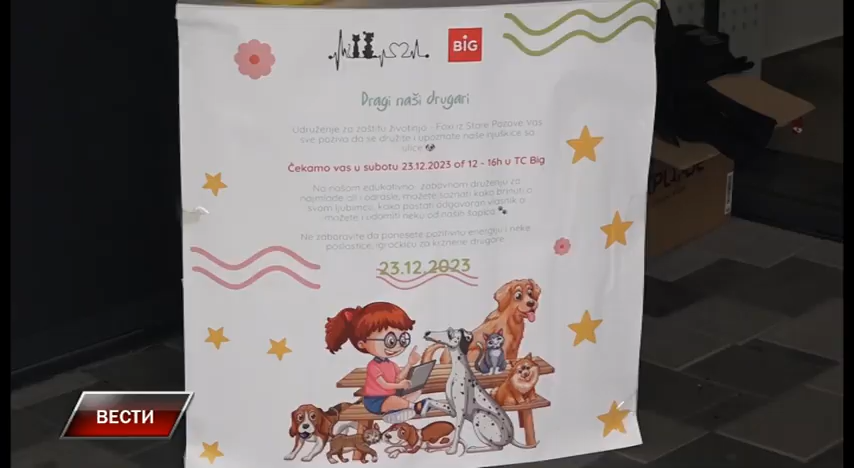 BIG
Dragi naši drugari
Udruženje za zaštitu životinja Foxi iz Stare Pazove vas
sve poziva da se družite i upoznate naše njuškice sa
ulice
Čekamo vas u subotu 23.12.2023 of 12 - 16h u TC Big
Na našem edukativno zabavnom druženju za
najmlađe ali i odrasle, možete saznati kako brinuti o
svom ljubimcu, kako postati odgovoran vlasnik a
možete i udomiti neku od naših šapica
Ne zaboravite da ponesete pozitivnu energiju i neke
poslastice, igračkicu za krznene drugare
23.12.2023
ВЕСТИ